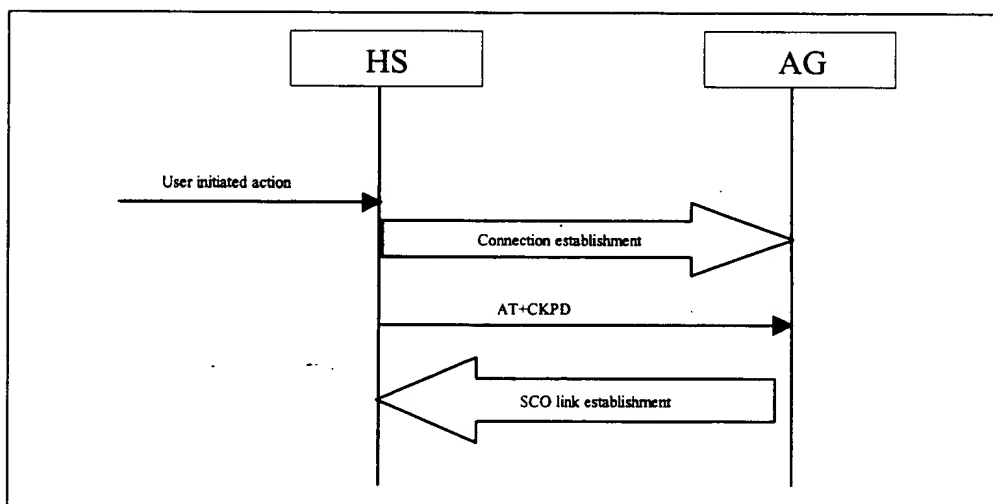 HS
AG
User initiated action
Connection establishment
AT+CKPD
SCO link establishment